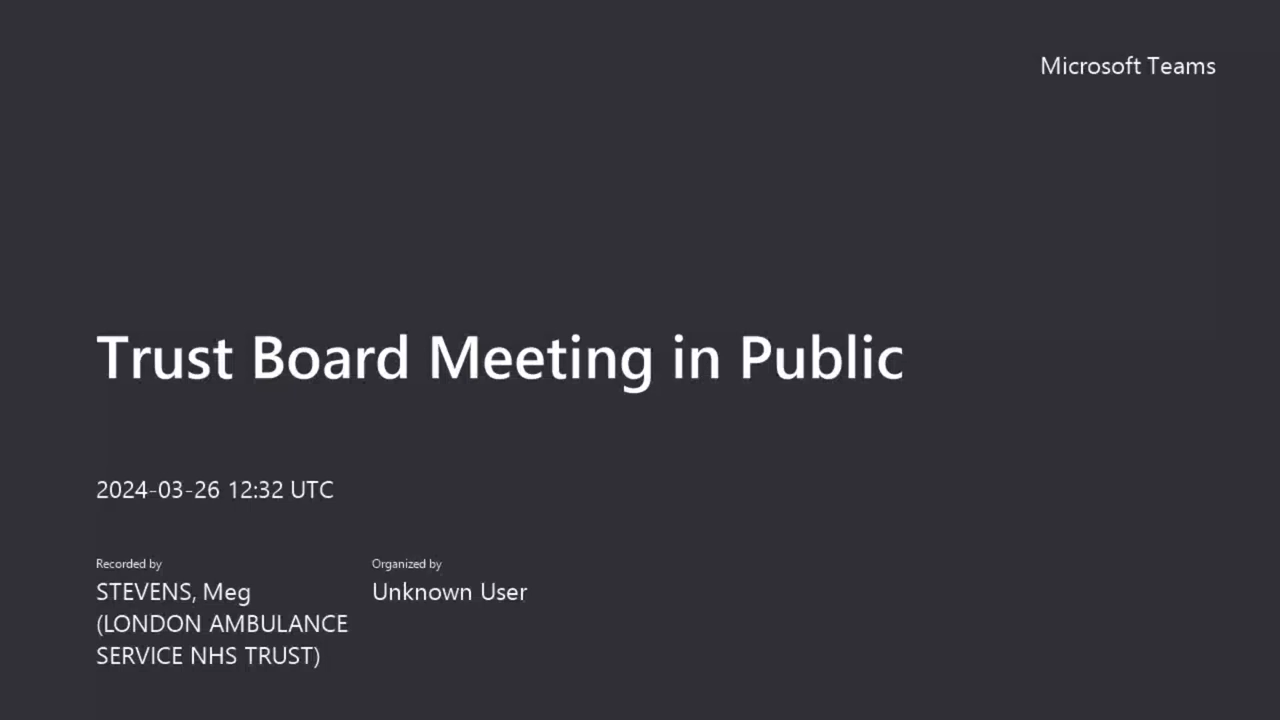 Microsoft Teams
Trust Board Meeting in Public
2024-03-26 12:32 UTC
Recorded by
STEVENS, Meg
(LONDON AMBULANCE
SERVICE NHS TRUST)
Organized by
Unknown User